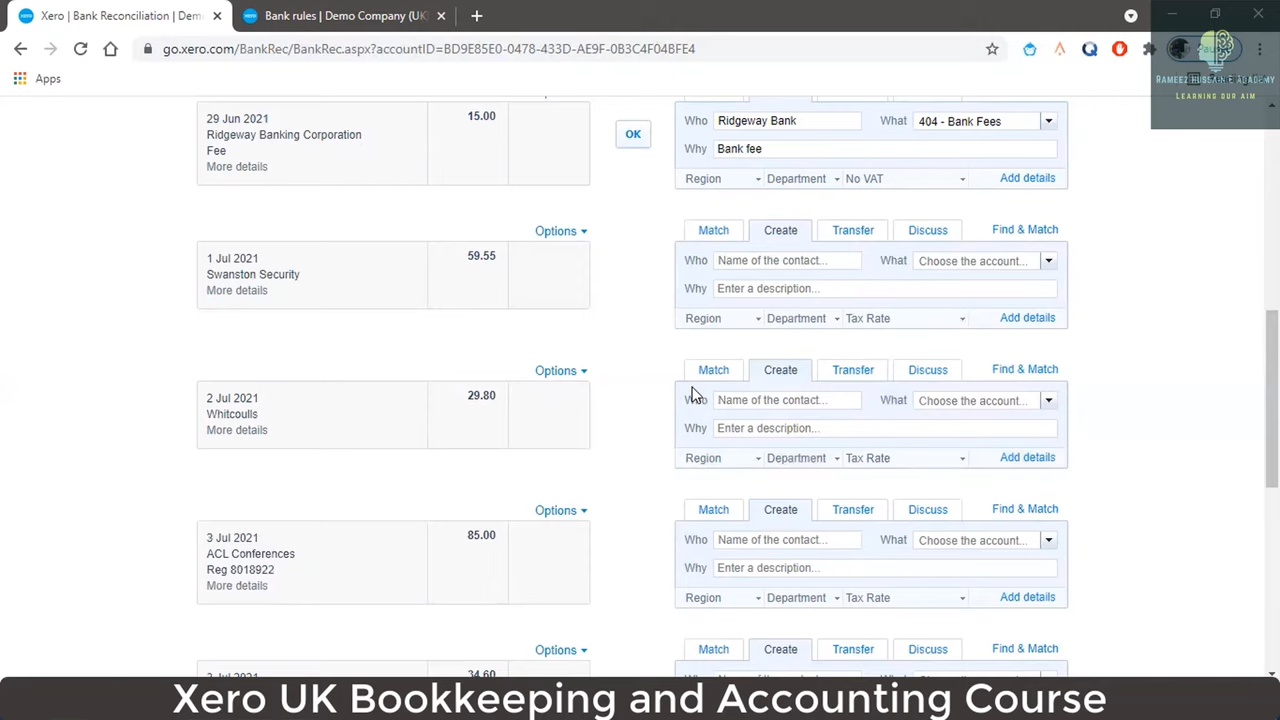 Xero | Bank Reconciliation | Demo
Bank rules | Demo Company (UK)
go.xero.com/BankRec/BankRec.aspx?accountID=BD9E85E0-0478-433D-AE9F-0B3C4F04BFE4
Apps
RAMEEZ HUSSAIN E ACADEMY
LEARNING OUR AIM
29 Jun 2021
Ridgeway Banking Corporation
Fee
More details
15.00
OK
Who Ridgeway Bank What 404 - Bank Fees
Why Bank fee
Region Department No VAT Add details
Options
Match Create Transfer Discuss Find & Match
1 Jul 2021
Swanston Security
More details
59.55
Who Name of the contact... What Choose the account...
Why Enter a description...
Region Department Tax Rate Add details
Options
Match Create Transfer Discuss Find & Match
2 Jul 2021
Whitcoulls
More details
29.80
Who Name of the contact... What Choose the account...
Why Enter a description...
Region Department Tax Rate Add details
Options
Match Create Transfer Discuss Find & Match
3 Jul 2021
ACL Conferences
Reg 8018922
More details
85.00
Who Name of the contact... What Choose the account...
Why Enter a description...
Region Department Tax Rate Add details
Options
Match Create Transfer Discuss Find & Match
34.60
Xero UK Bookkeeping and Accounting Course